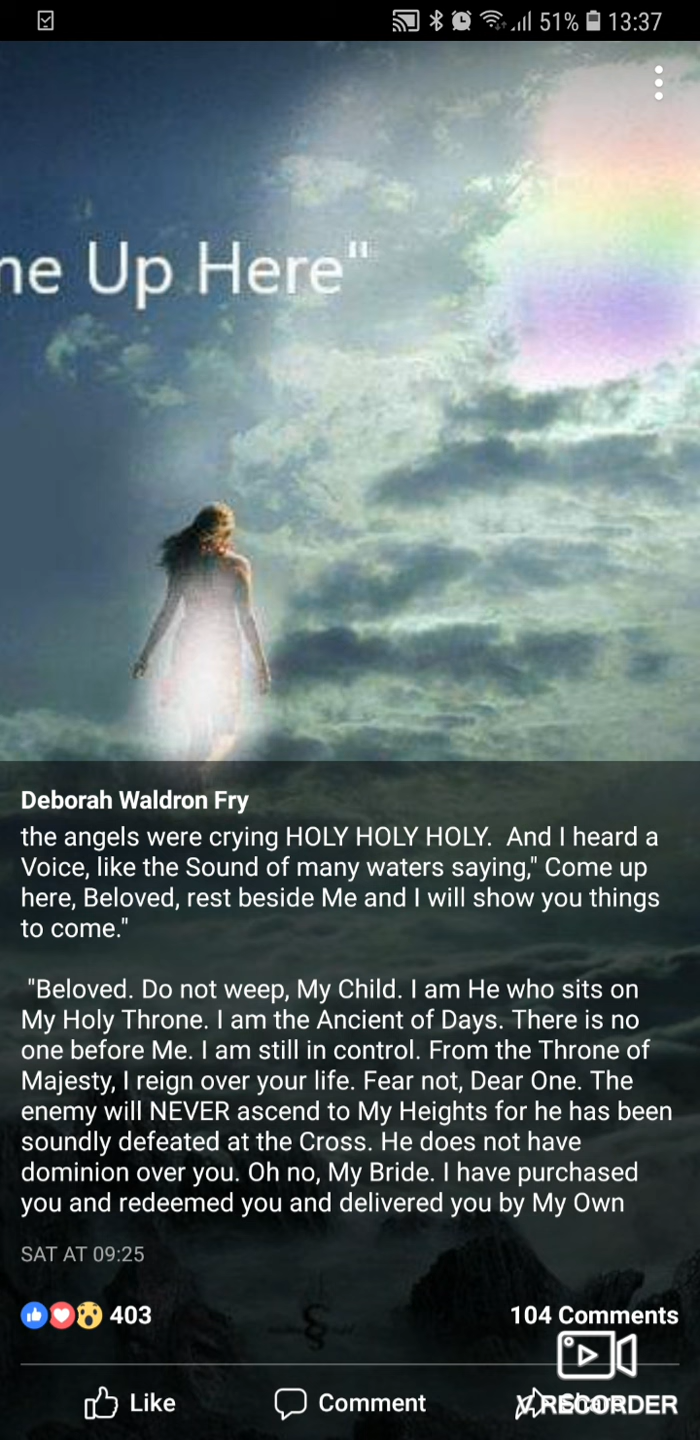 51% 13:37
me Up Here"
Deborah Waldron Fry
the angels were crying HOLY HOLY HOLY.  And I heard a
Voice, like the Sound of many waters saying," Come up
here, Beloved, rest beside Me and I will show you things
to come."
"Beloved. Do not weep, My Child. I am He who sits on
My Holy Throne. I am the Ancient of Days. There is no
one before Me. I am still in control. From the Throne of
Majesty, I reign over your life. Fear not, Dear One. The
enemy will NEVER ascend to My Heights for he has been
soundly defeated at the Cross. He does not have
dominion over you. Oh no, My Bride. I have purchased
you and redeemed you and delivered you by My Own
SAT AT 09:25
403 104 Comments
Like Comment Share
V RECORDER